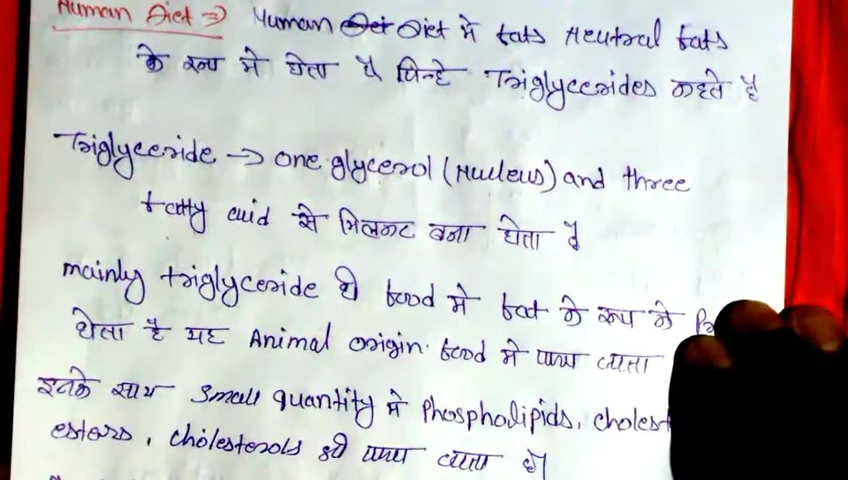 Human Diet ⇒ Human Diet मे fats Neutral fats
के रूप मे होता है जिन्हे Triglycerides कहते है
Triglyceride → one glycerol (Nucleus) and three
fatty acid से मिलकर बना होता है
mainly triglyceride ही food मे fat के रूप मे
होता है यह Animal origin food मे पाया जाता
इनके साथ Small quantity मे Phospholipids, cholest
esters, cholesterols भी पाया जाता है